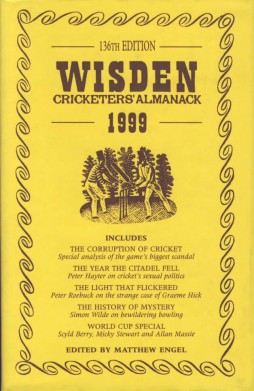 136TH EDITION
WISDEN
CRICKETERS' ALMANACK
1999
INCLUDES
THE CORRUPTION OF CRICKET
Special analysis of the game's biggest scandal
THE YEAR THE CITADEL FELL
Peter Hayter on cricket's sexual politics
THE LIGHT THAT FLICKERED
Peter Roebuck on the strange case of Graeme Hick
THE HISTORY OF MYSTERY
Simon Wilde on bewildering bowling
WORLD CUP SPECIAL
Scyld Berry, Micky Stewart and Allan Massie
EDITED BY MATTHEW ENGEL